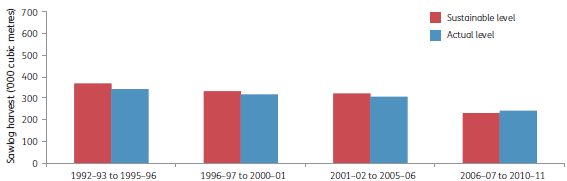 Sawlog harvest ('000 cubic metres)
700
600
500
400
300
200
100
0
Sustainable level
Actual level
1992–93 to 1995–96
1996–97 to 2000–01
2001–02 to 2005–06
2006–07 to 2010–11